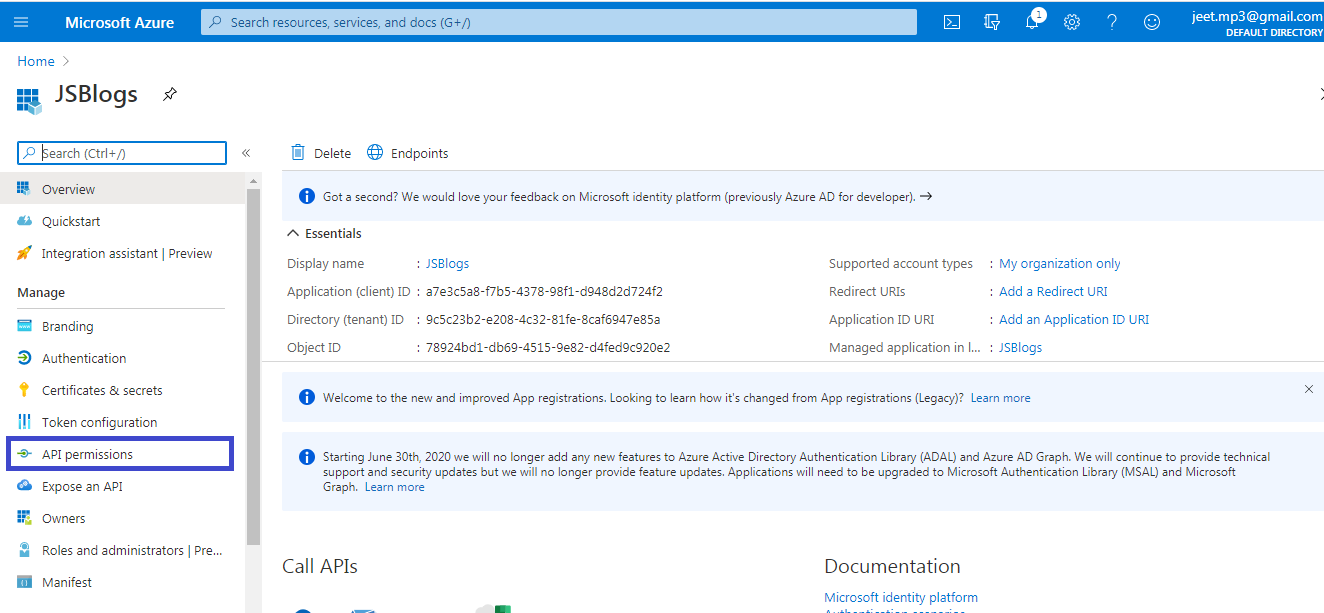 Microsoft Azure
Search resources, services, and docs (G+/)
1
jeet.mp3@gmail.com
DEFAULT DIRECTORY
Home
JSBlogs
Search (Ctrl+/)
«
Overview
Quickstart
Integration assistant | Preview
Manage
Branding
Authentication
Certificates & secrets
Token configuration
API permissions
Expose an API
Owners
Roles and administrators | Pre...
Manifest
Delete
Endpoints
Got a second? We would love your feedback on Microsoft identity platform (previously Azure AD for developer). →
Essentials
Display name : JSBlogs
Application (client) ID : a7e3c5a8-f7b5-4378-98f1-d948d2d724f2
Directory (tenant) ID : 9c5c23b2-e208-4c32-81fe-8caf6947e85a
Object ID : 78924bd1-db69-4515-9e82-d4fed9c920e2
Supported account types : My organization only
Redirect URIs : Add a Redirect URI
Application ID URI : Add an Application ID URI
Managed application in l... : JSBlogs
Welcome to the new and improved App registrations. Looking to learn how it's changed from App registrations (Legacy)? Learn more
Starting June 30th, 2020 we will no longer add any new features to Azure Active Directory Authentication Library (ADAL) and Azure AD Graph. We will continue to provide technical
support and security updates but we will no longer provide feature updates. Applications will need to be upgraded to Microsoft Authentication Library (MSAL) and Microsoft
Graph. Learn more
Call APIs
Documentation
Microsoft identity platform